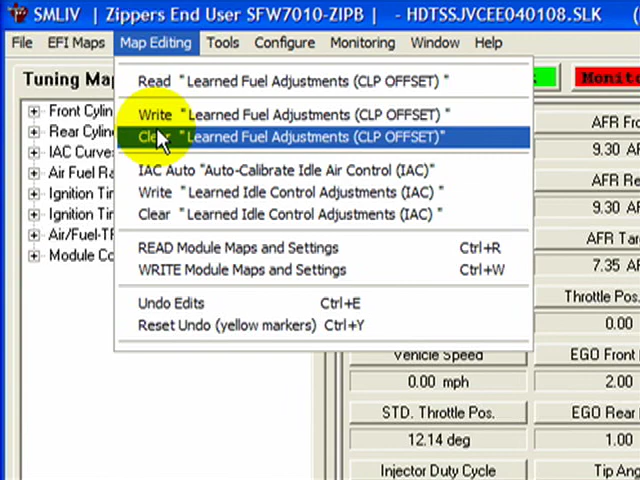 SMLIV | Zippers End User SFW7010-ZIPB | - HDTSSJVCEE040108.SLK (
File EFI Maps Map Editing Tools Configure Monitoring Window Help
Tuning Map
Front Cylin
Rear Cylin
IAC Curve
Air Fuel Ra
Ignition Tim
Ignition Tim
Air/Fuel-TF
Module Co
Read "Learned Fuel Adjustments (CLP OFFSET) "
Write "Learned Fuel Adjustments (CLP OFFSET) "
Clear "Learned Fuel Adjustments (CLP OFFSET)"
IAC Auto "Auto-Calibrate Idle Air Control (IAC)"
Write "Learned Idle Control Adjustments (IAC) "
Clear "Learned Idle Control Adjustments (IAC) "
READ Module Maps and Settings Ctrl+R
WRITE Module Maps and Settings Ctrl+W
Undo Edits Ctrl+E
Reset Undo (yellow markers) Ctrl+Y
Monito
AFR Fro
9.30 AF
AFR Re
9.30 AF
AFR Targ
7.35 AF
Throttle Pos
0.00
Vehicle Speed EGO Front
0.00 mph 2.00
STD. Throttle Pos. EGO Rear
12.14 deg 1.00
Injector Duty Cycle Tip Ang